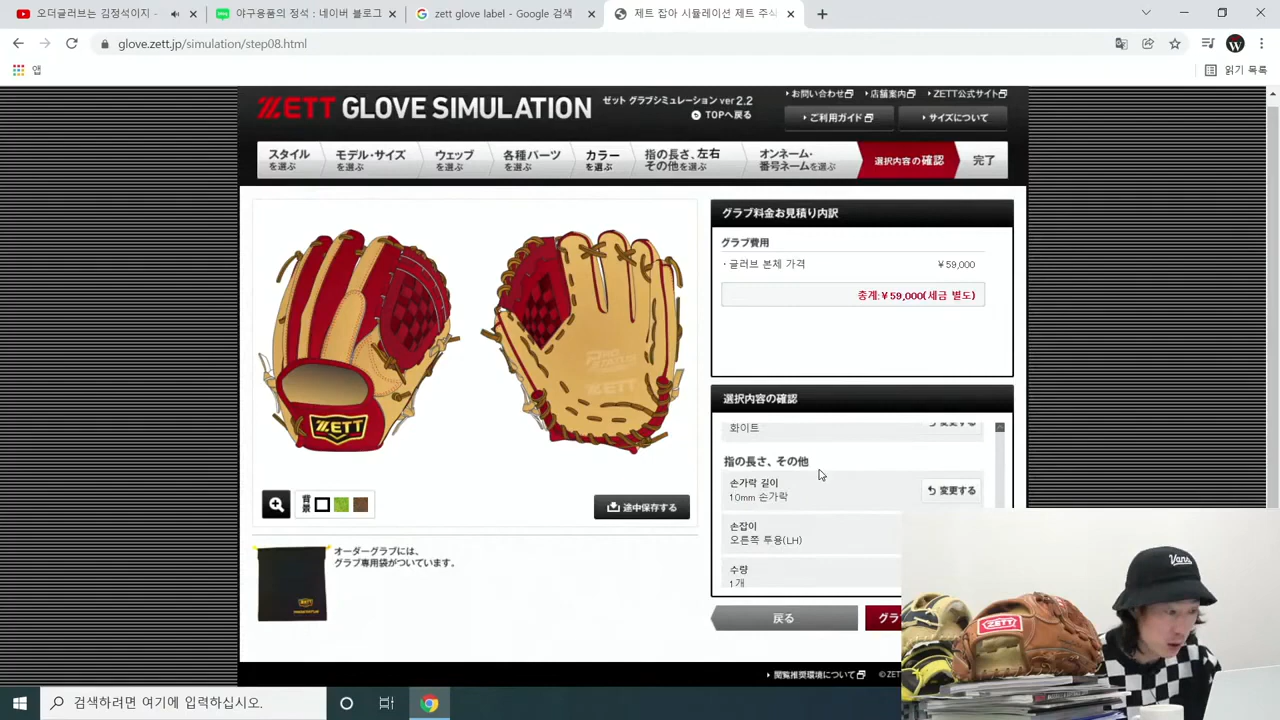 오더글러브는 김정석이지 -
야구용품의 정석 : 네이버 블로그
zett glove label - Google 검색
제트 잡아 시뮬레이션 제트 주식
glove.zett.jp/simulation/step08.html
앱
읽기 목록
ZETT GLOVE SIMULATION
ゼット グラブシミュレーション ver 2.2
TOPへ戻る
お問い合わせ
店舗案内
ZETT公式サイト
ご利用ガイド
サイズについて
スタイル
を選ぶ
モデル・サイズ
を選ぶ
ウェッブ
を選ぶ
各種パーツ
を選ぶ
カラー
を選ぶ
指の長さ、左右
その他を選ぶ
オンネーム・
番号ネームを選ぶ
選択内容の確認
完了
ZETT
PRO STATUS
ZETT
背景
途中保存する
オーダーグラブには、
グラブ専用袋がついています。
ZETT
グラブ料金お見積り内訳
グラブ費用
・글러브 본체 가격
￥59,000
총계:￥59,000(세금 별도)
選択内容の確認
화이트
変更する
指の長さ、その他
손가락 길이
10mm 손가락
変更する
손잡이
오른쪽 투용(LH)
수량
1개
戻る
グラ
閲覧推奨環境について
© ZET
Vans
ZETT
검색하려면 여기에 입력하십시오.